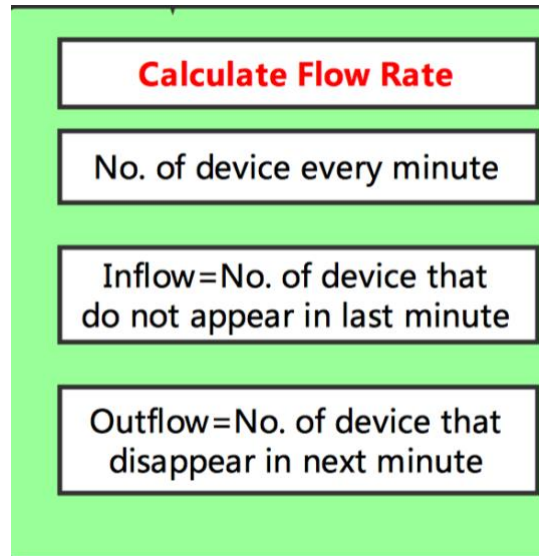 Calculate Flow Rate
No. of device every minute
Inflow=No. of device that
do not appear in last minute
Outflow=No. of device that
disappear in next minute